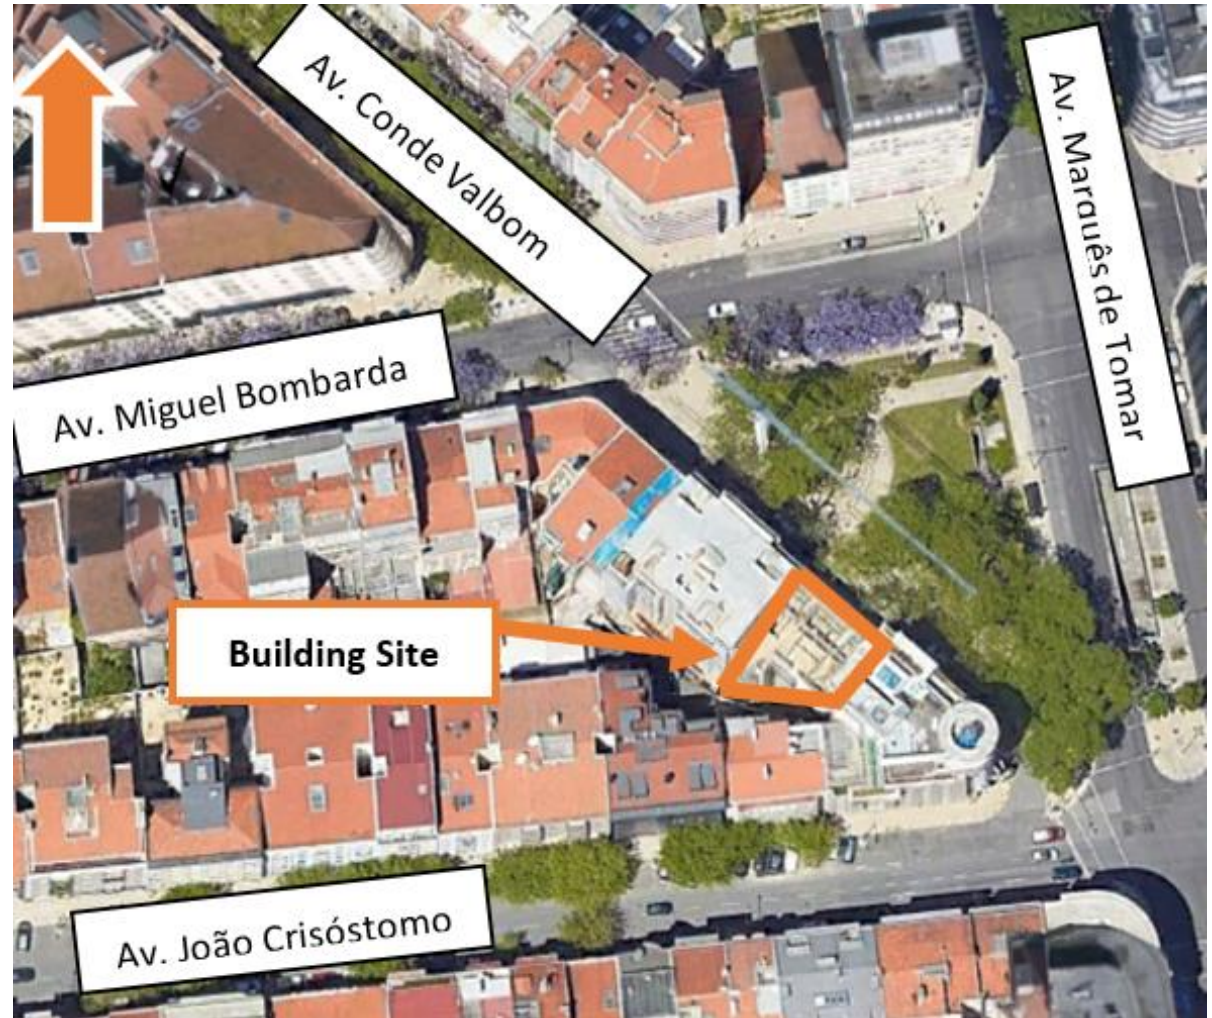 Av. Conde Valbom
Av. Marquês de Tomar
Av. Miguel Bombarda
Building Site
Av. João Crisóstomo